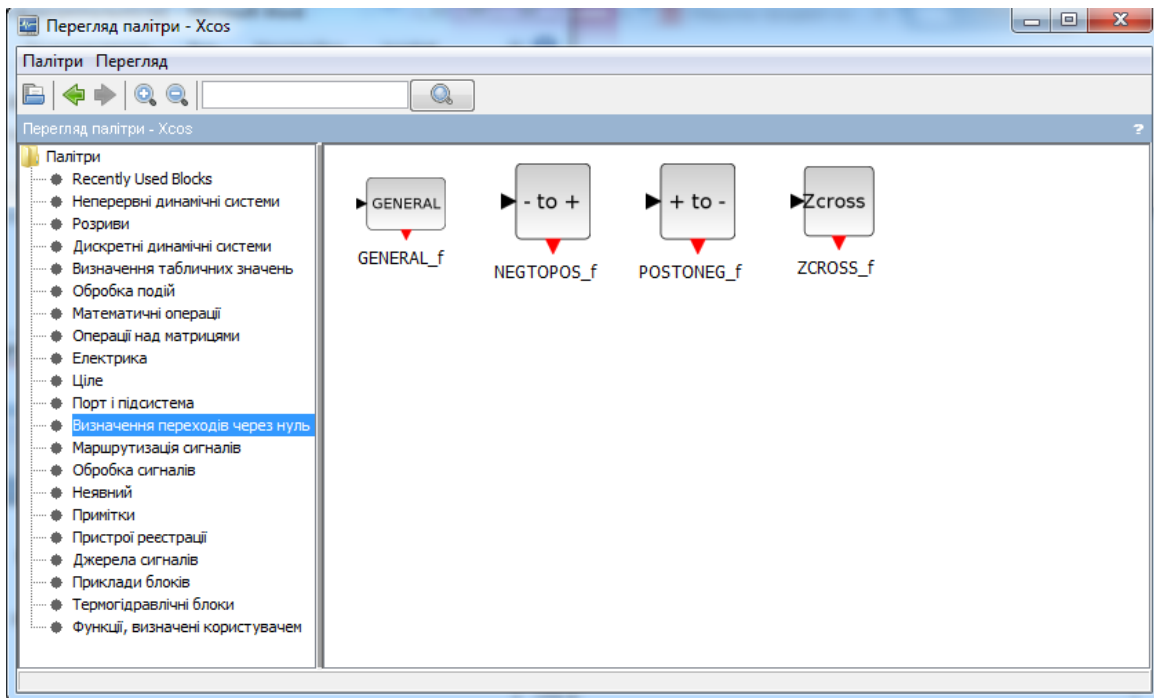 Перегляд палітри - Xcos
Палітри Перегляд
Перегляд палітри - Xcos ?
Палітри
Recently Used Blocks
Неперервні динамічні системи
Розриви
Дискретні динамічні системи
Визначення табличних значень
Обробка подій
Математичні операції
Операції над матрицями
Електрика
Ціле
Порт і підсистема
Визначення переходів через нуль
Маршрутизація сигналів
Обробка сигналів
Неявний
Примітки
Пристрої реєстрації
Джерела сигналів
Приклади блоків
Термогідравлічні блоки
Функції, визначені користувачем
GENERAL - to + + to - Zcross
GENERAL_f NEGTOPOS_f POSTONEG_f ZCROSS_f